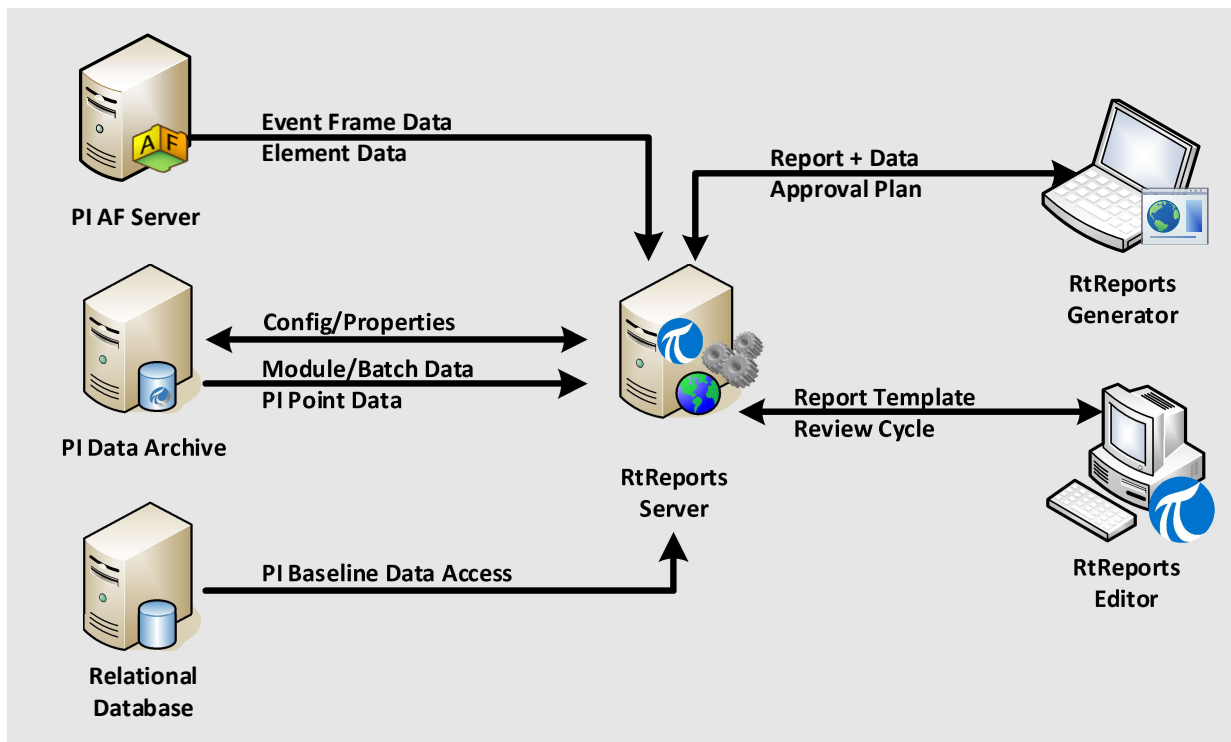 Event Frame Data
Element Data
PI AF Server
Report + Data
Approval Plan
RtReports
Generator
Config/Properties
Module/Batch Data
PI Point Data
PI Data Archive
RtReports
Server
Report Template
Review Cycle
RtReports
Editor
PI Baseline Data Access
Relational
Database
A F